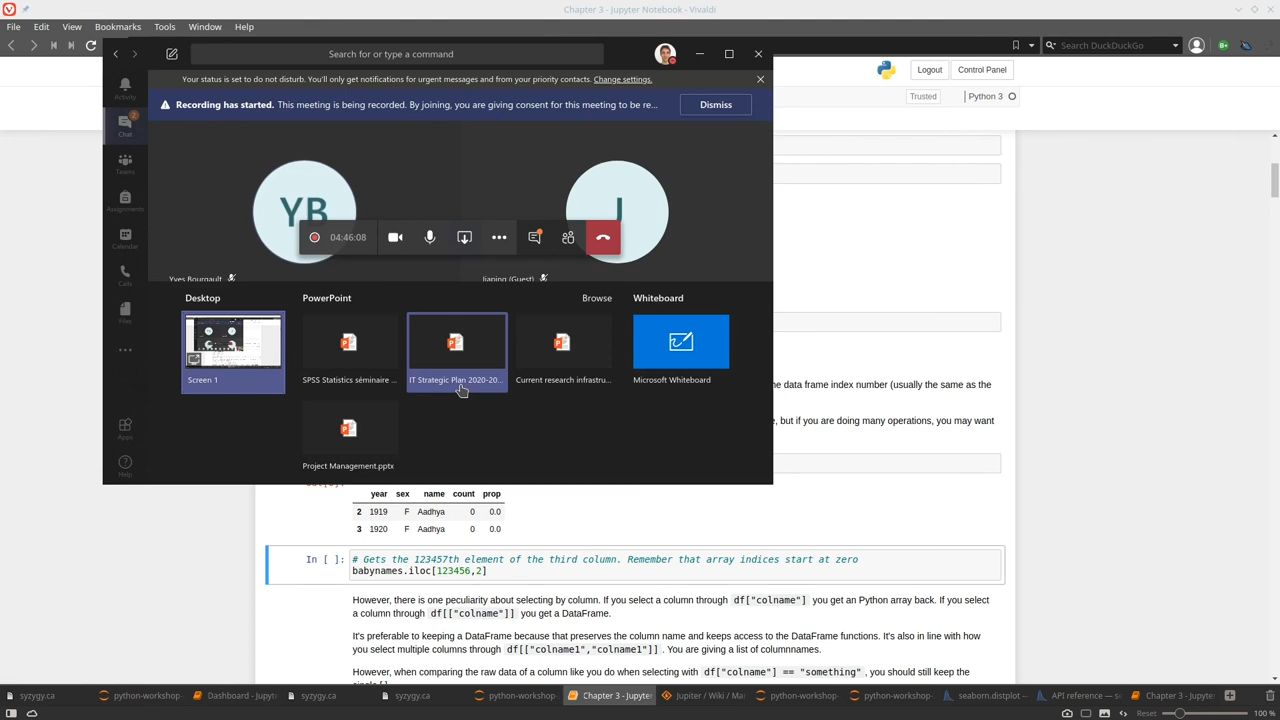 Chapter 3 - Jupyter Notebook - Vivaldi
File Edit View Bookmarks Tools Window Help
Search DuckDuckGo
Search for or type a command
Your status is set to do not disturb. You'll only get notifications for urgent messages and from your priority contacts. Change settings.
Recording has started. This meeting is being recorded. By joining, you are giving consent for this meeting to be re...
Dismiss
Logout
Control Panel
Trusted
Python 3
Activity
Chat
2
Teams
Assignments
Calendar
Calls
Files
Apps
Help
YB
J
04:46:08
Yves Bourgault
Jiaping (Guest)
Desktop
PowerPoint
Browse
Whiteboard
Screen 1
SPSS Statistics séminaire ...
IT Strategic Plan 2020-20...
Current research infrastru...
Microsoft Whiteboard
Project Management.pptx
he data frame index number (usually the same as the
e, but if you are doing many operations, you may want
year sex name count prop
2 1919 F Aadhya 0 0.0
3 1920 F Aadhya 0 0.0
In [ ]: # Gets the 123457th element of the third column. Remember that array indices start at zero
babynames.iloc[123456,2]
However, there is one peculiarity about selecting by column. If you select a column through df["colname"] you get an Python array back. If you select
a column through df[["colname"]] you get a DataFrame.
It's preferable to keeping a DataFrame because that preserves the column name and keeps access to the DataFrame functions. It's also in line with how
you select multiple columns through df[["colname1","colname1"]]. You are giving a list of columnnames.
However, when comparing the raw data of a column like you do when selecting with df["colname"] == "something", you should still keep the
syzygy.ca
python-workshop
Dashboard - Jupyte
syzygy.ca
syzygy.ca
python-workshop
Chapter 3 - Jupyte
Jupiter / Wiki / Ma
python-workshop
python-workshop
seaborn.distplot —
API reference — se
Chapter 3 - Jupyte
Reset
100 %